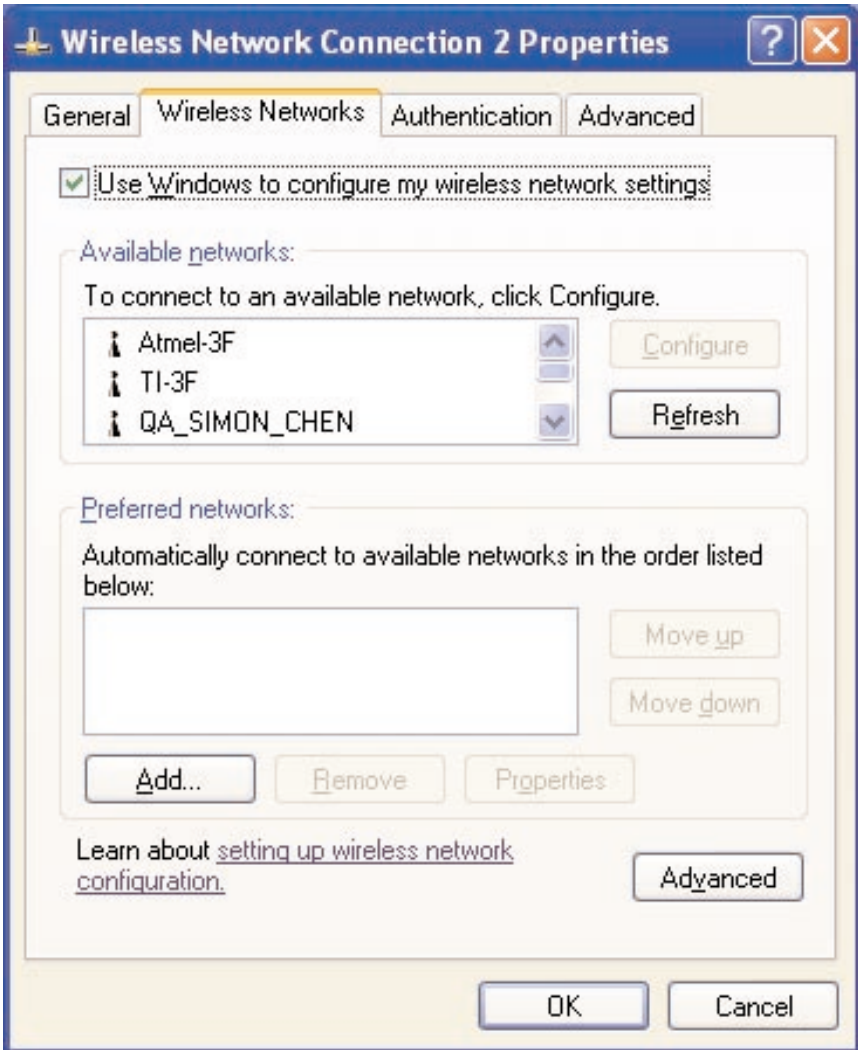 Wireless Network Connection 2 Properties
General
Wireless Networks
Authentication
Advanced
Use Windows to configure my wireless network settings
Available networks:
To connect to an available network, click Configure.
Atmel-3F
TI-3F
QA_SIMON_CHEN
Configure
Refresh
Preferred networks:
Automatically connect to available networks in the order listed
below:
Move up
Move down
Add...
Remove
Properties
Learn about setting up wireless network
configuration.
Advanced
OK
Cancel